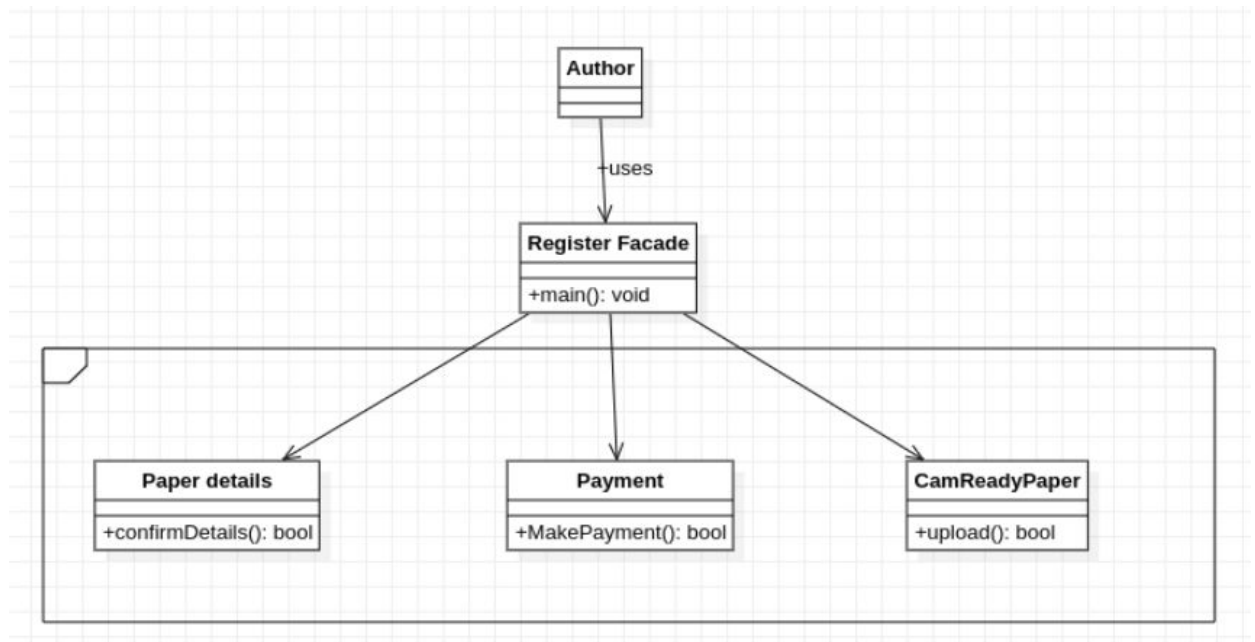 Author
+uses
Register Facade
+main(): void
Paper details
Payment
CamReadyPaper
+confirmDetails(): bool
+MakePayment(): bool
+upload(): bool